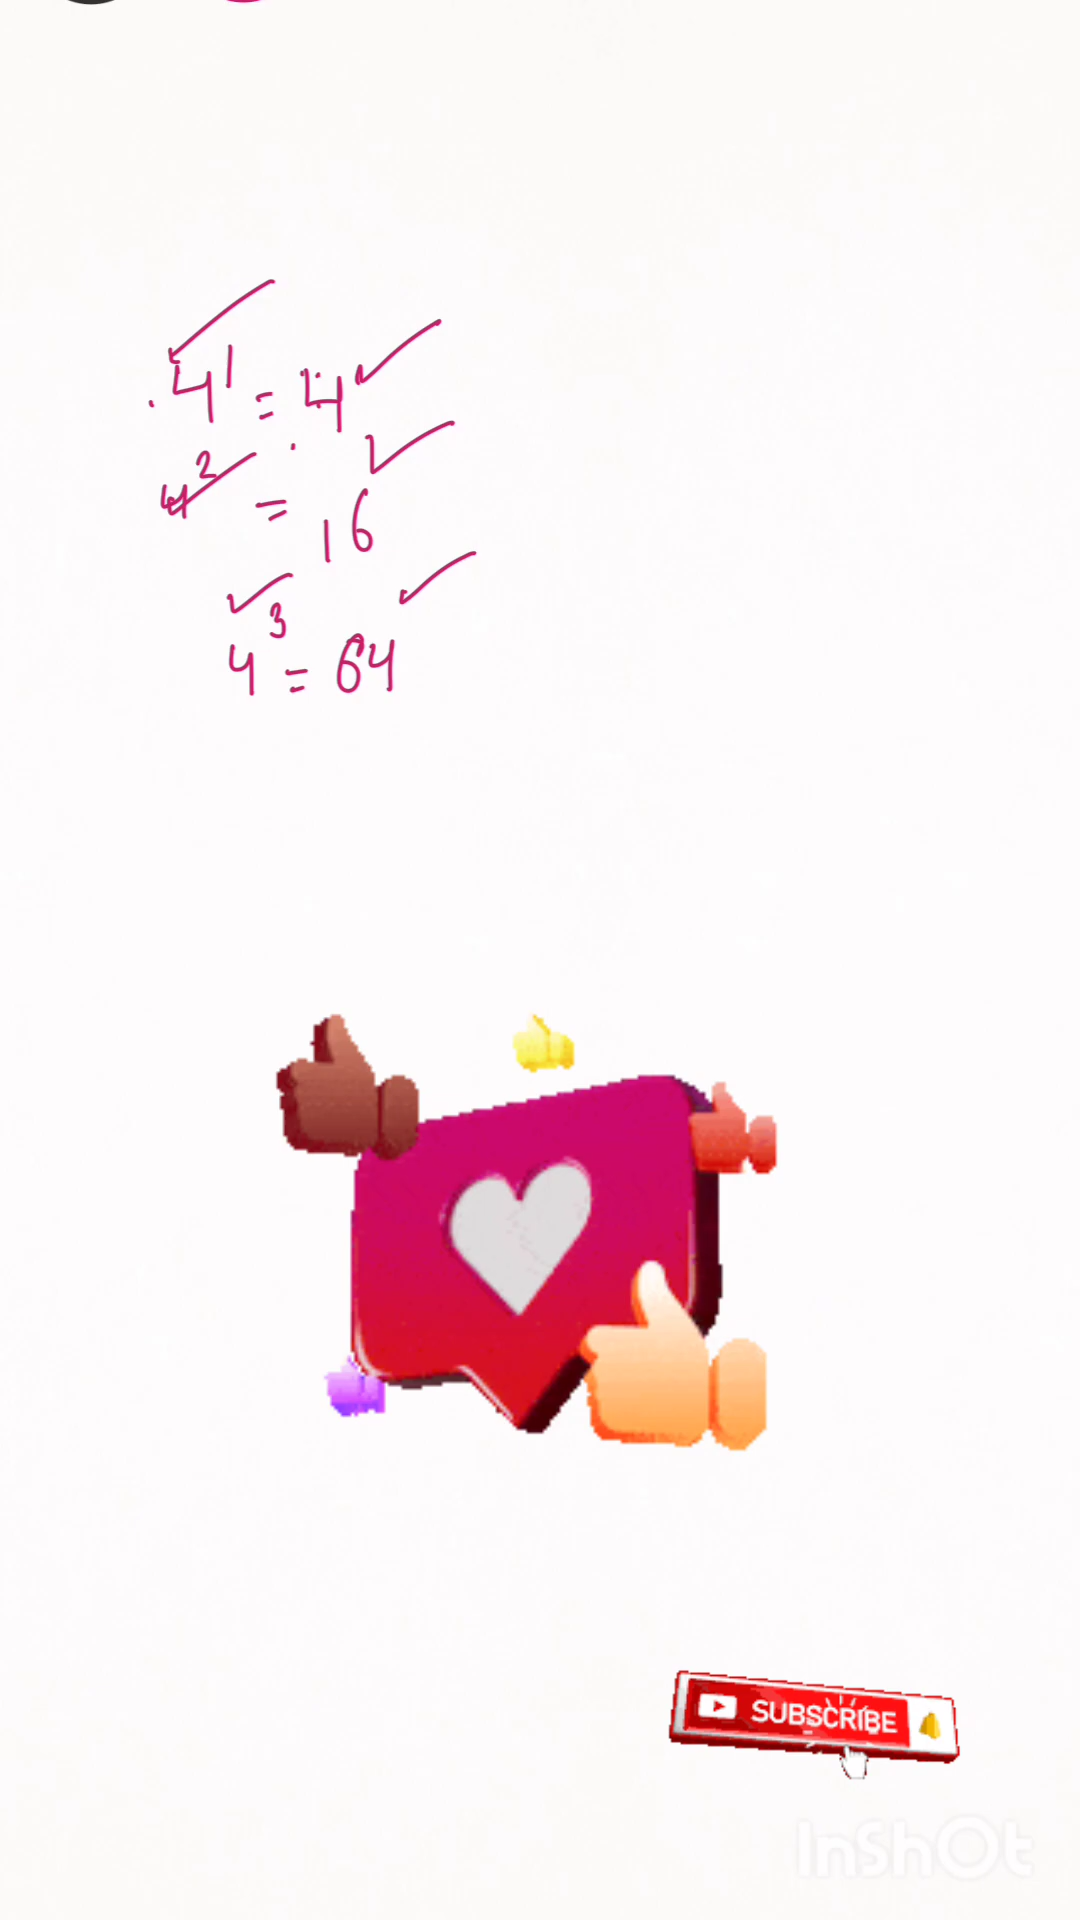 4¹ = 4
4² = 16
4³ = 64
SUBSCRIBE
InShOt